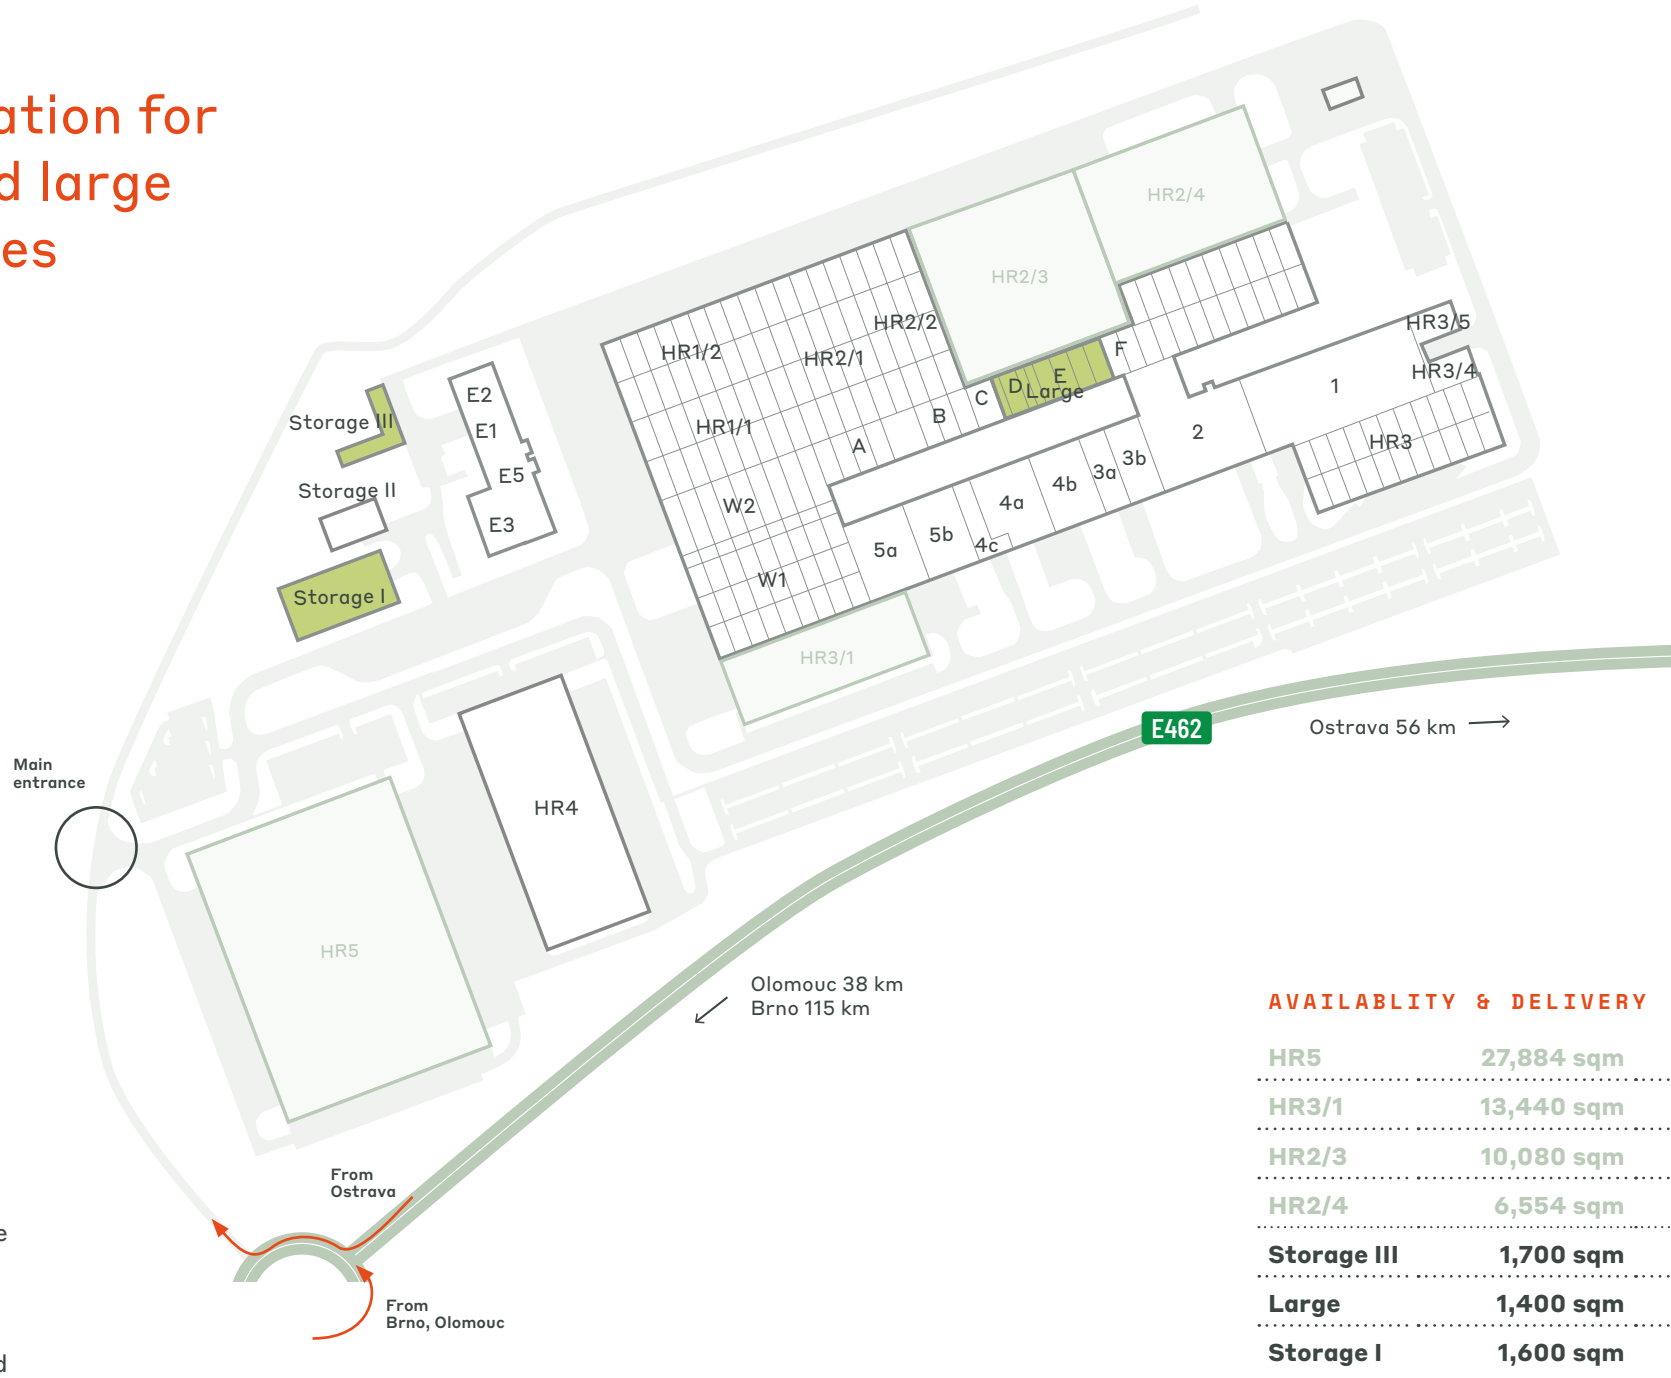 ation for
d large
es
HR2/4
HR2/3
HR2/2
HR1/2
HR2/1
HR3/5
F
HR3/4
E
D
Large
1
E2
C
Storage III
B
HR1/1
E1
2
HR3
A
3b
E5
3a
Storage II
4b
W2
4a
E3
5b
4c
5a
W1
Storage I
HR3/1
E462
Ostrava 56 km
Main
entrance
HR4
HR5
Olomouc 38 km
Brno 115 km
AVAILABLITY & DELIVERY
HR5 27,884 sqm
HR3/1 13,440 sqm
HR2/3 10,080 sqm
HR2/4 6,554 sqm
Storage III 1,700 sqm
Large 1,400 sqm
Storage I 1,600 sqm
From
Ostrava
e
From
Brno, Olomouc
d